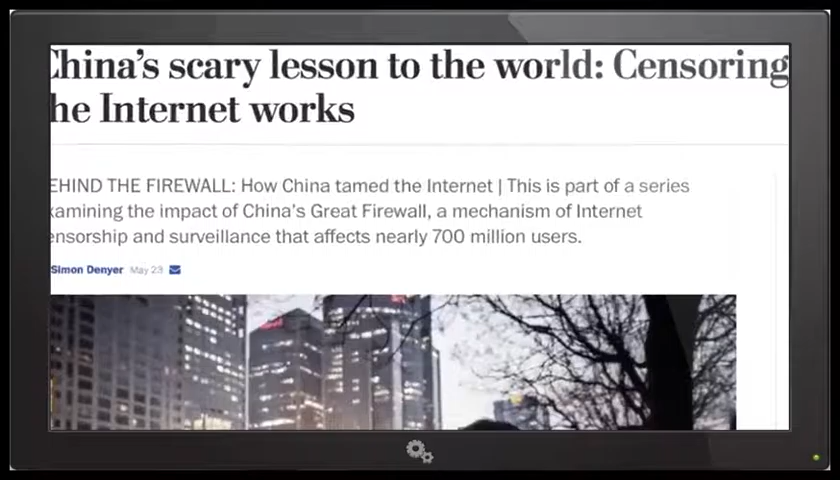 China's scary lesson to the world: Censoring
he Internet works
EHIND THE FIREWALL: How China tamed the Internet | This is part of a series
xamining the impact of China's Great Firewall, a mechanism of Internet
ensorship and surveillance that affects nearly 700 million users.
Simon Denyer May 23